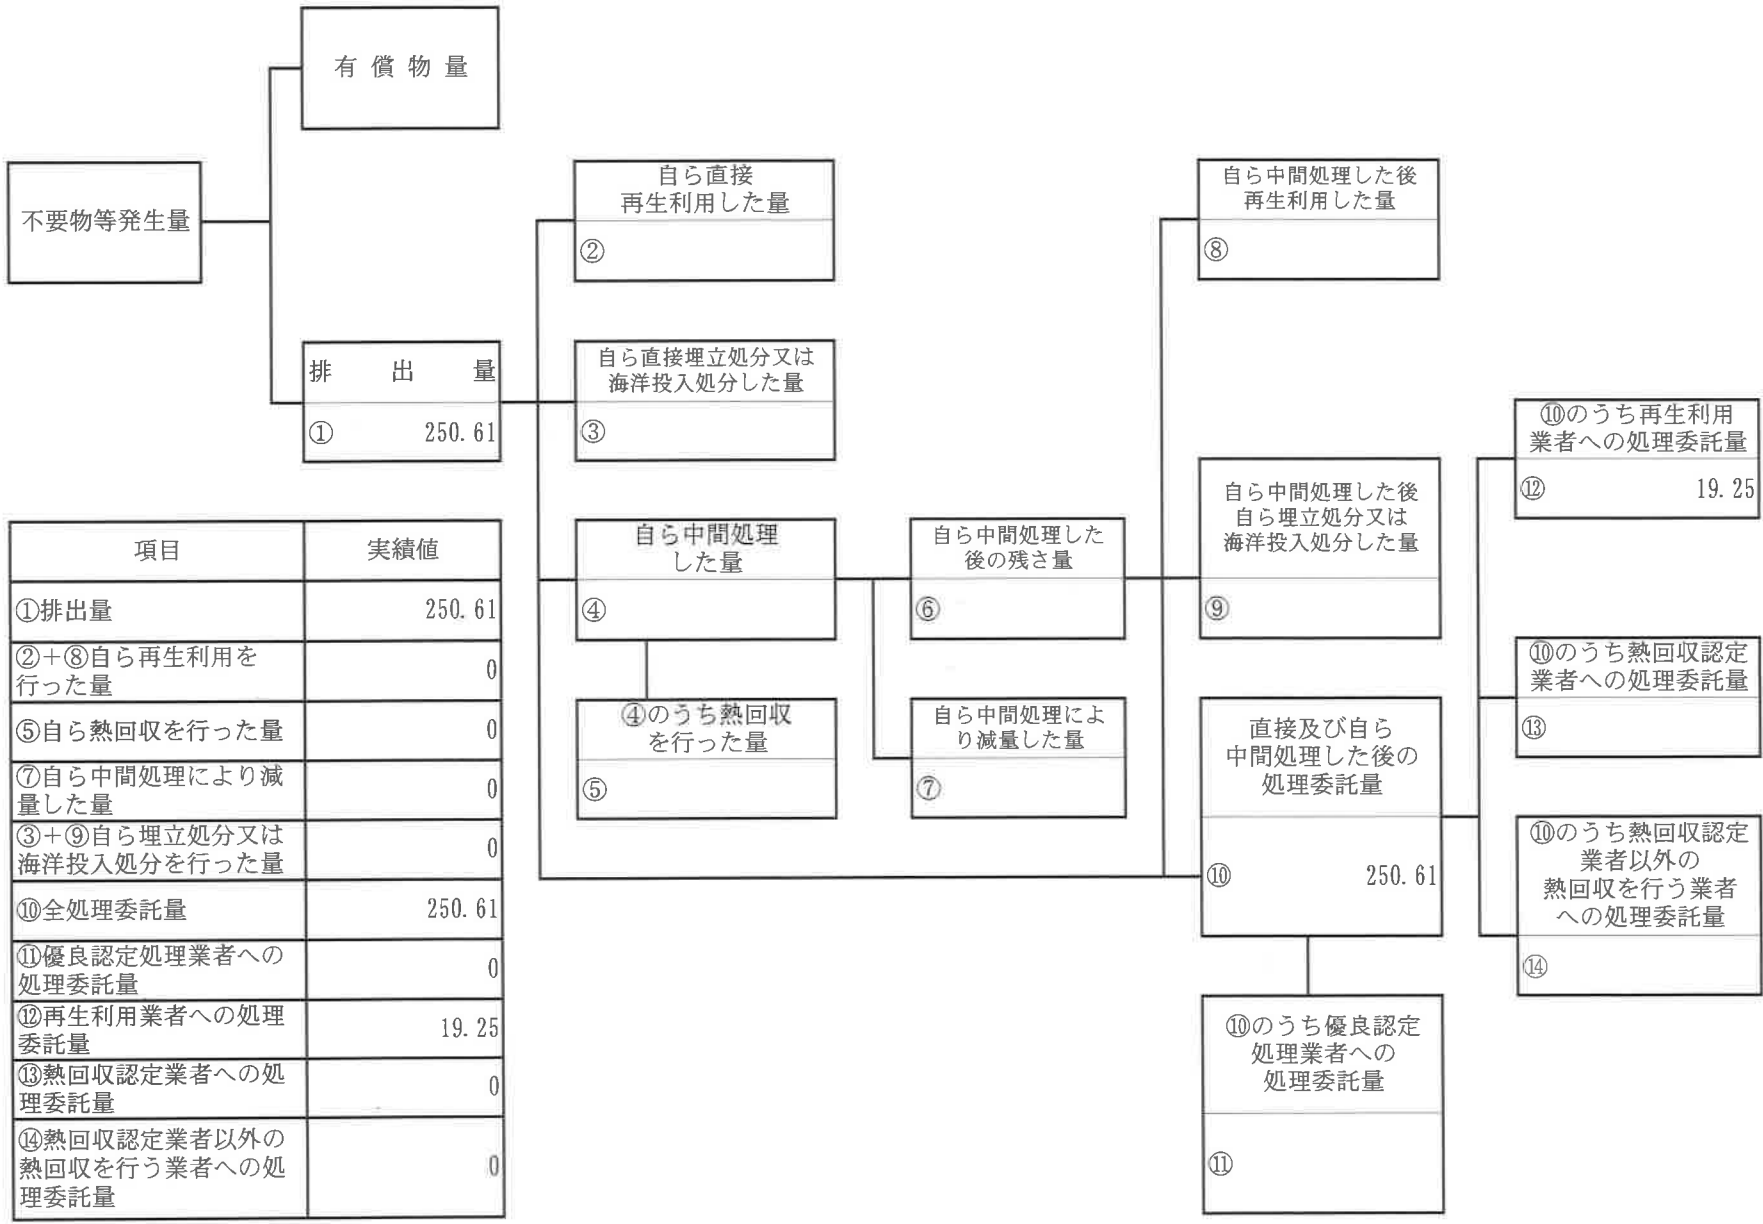 有償物量
不要物等発生量
排出量
① 250.61
自ら直接
再生利用した量
②
自ら直接埋立処分又は
海洋投入処分した量
③
自ら中間処理
した量
④
④のうち熱回収
を行った量
⑤
自ら中間処理した
後の残さ量
⑥
自ら中間処理によ
り減量した量
⑦
自ら中間処理した後
再生利用した量
⑧
自ら中間処理した後
自ら埋立処分又は
海洋投入処分した量
⑨
直接及び自ら
中間処理した後の
処理委託量
⑩ 250.61
⑩のうち優良認定
処理業者への
処理委託量
⑪
⑩のうち再生利用
業者への処理委託量
⑫ 19.25
⑩のうち熱回収認定
業者への処理委託量
⑬
⑩のうち熱回収認定
業者以外の
熱回収を行う業者
への処理委託量
⑭
項目 実績値
①排出量 250.61
②＋⑧自ら再生利用を
行った量 0
⑤自ら熱回収を行った量 0
⑦自ら中間処理により減
量した量 0
③＋⑨自ら埋立処分又は
海洋投入処分を行った量 0
⑩全処理委託量 250.61
⑪優良認定処理業者への
処理委託量 0
⑫再生利用業者への処理
委託量 19.25
⑬熱回収認定業者への処
理委託量 0
⑭熱回収認定業者以外の
熱回収を行う業者への処
理委託量 0